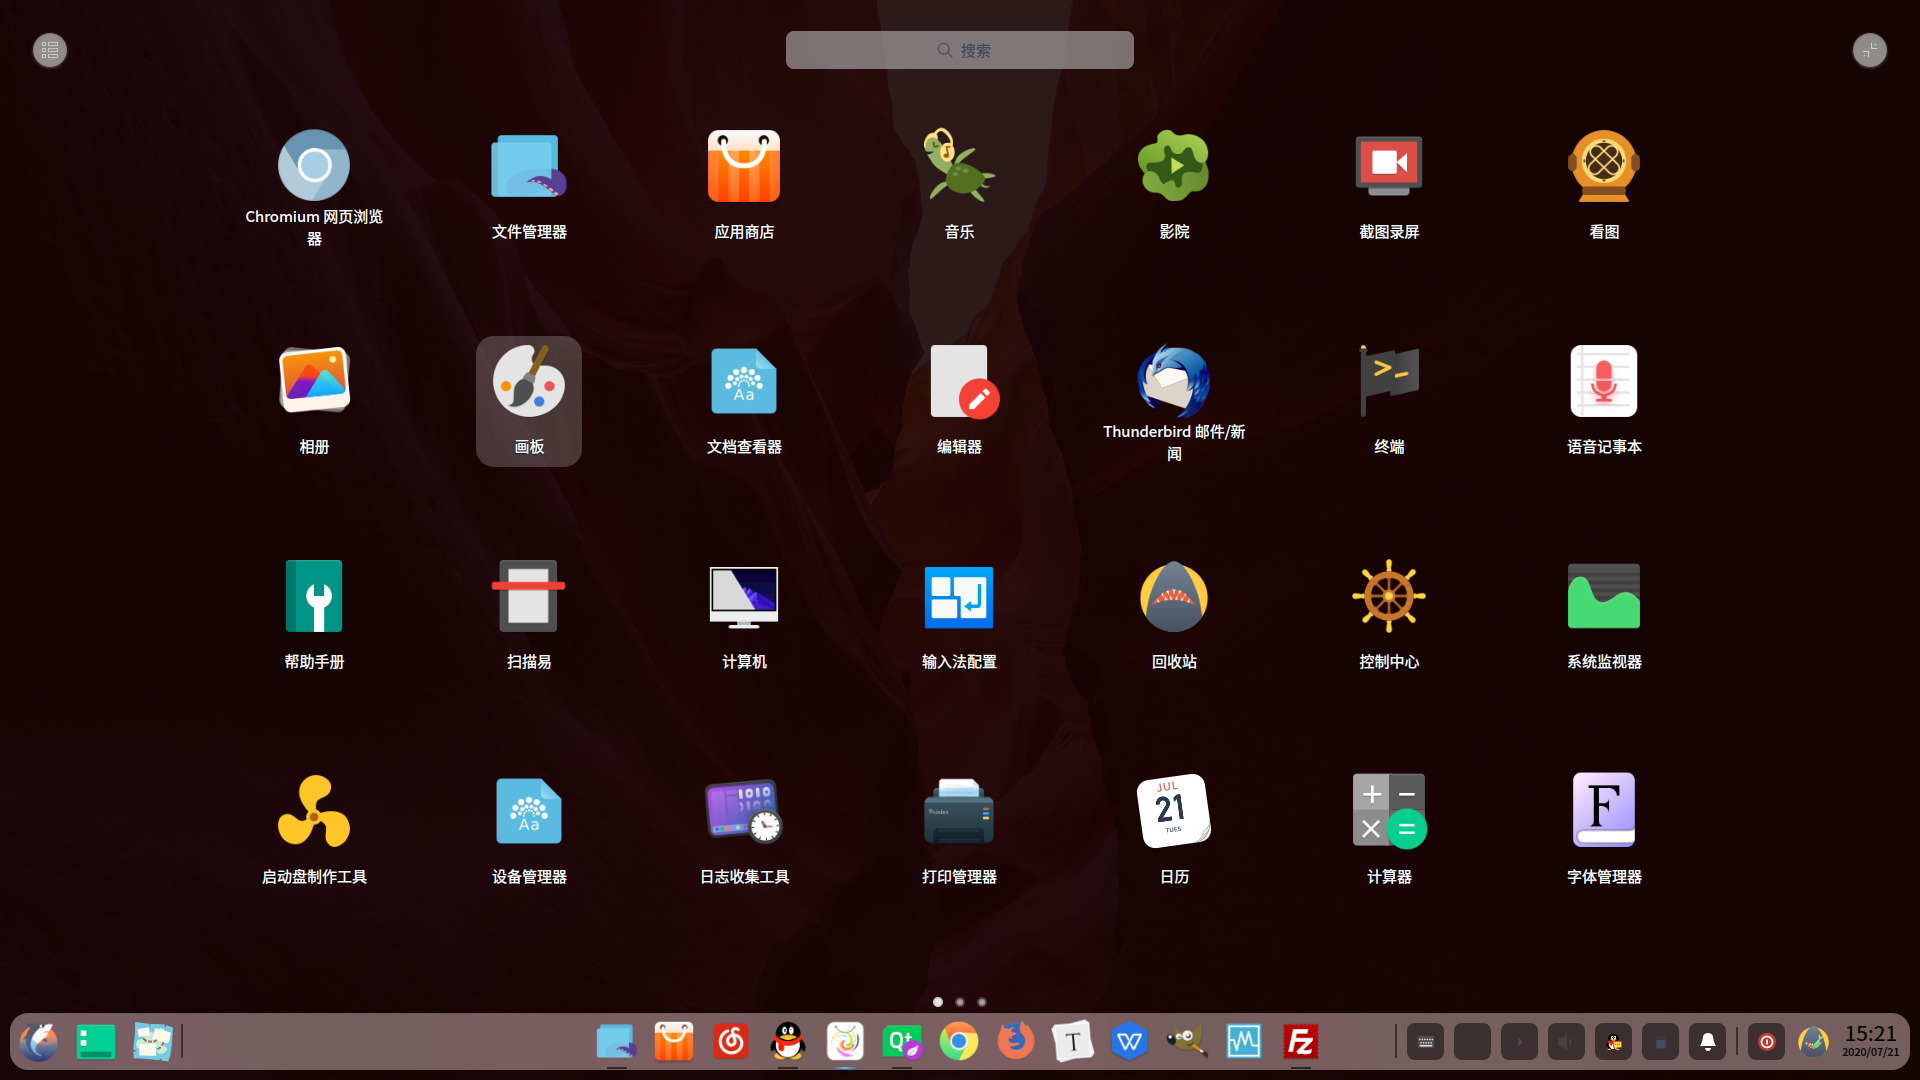 搜索
Chromium 网页浏览
器
文件管理器
应用商店
音乐
影院
截图录屏
看图
相册
画板
Aa
文档查看器
编辑器
Thunderbird 邮件/新
闻
终端
语音记事本
帮助手册
扫描易
计算机
输入法配置
回收站
控制中心
系统监视器
启动盘制作工具
Aa
设备管理器
1010
日志收集工具
打印管理器
JUL
21
TUES
日历
计算器
F
字体管理器
Qt
T
W
Fz
15:21
2020/07/21